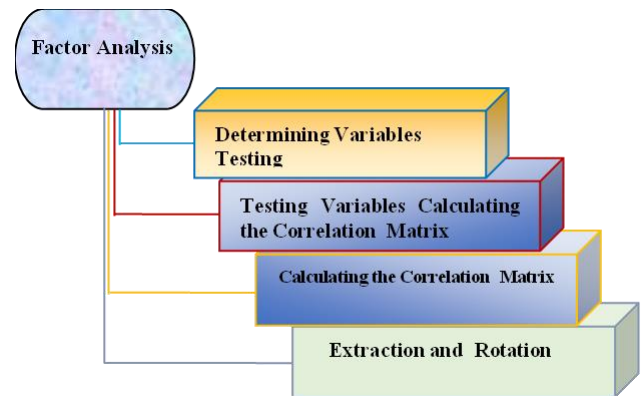 Factor Analysis
Determining Variables
Testing
Testing Variables Calculating
the Correlation Matrix
Calculating the Correlation Matrix
Extraction and Rotation